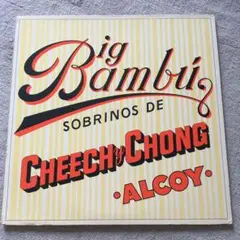 Big
Bambú
SOBRINOS DE
CHEECH y CHONG
·ALCOY·